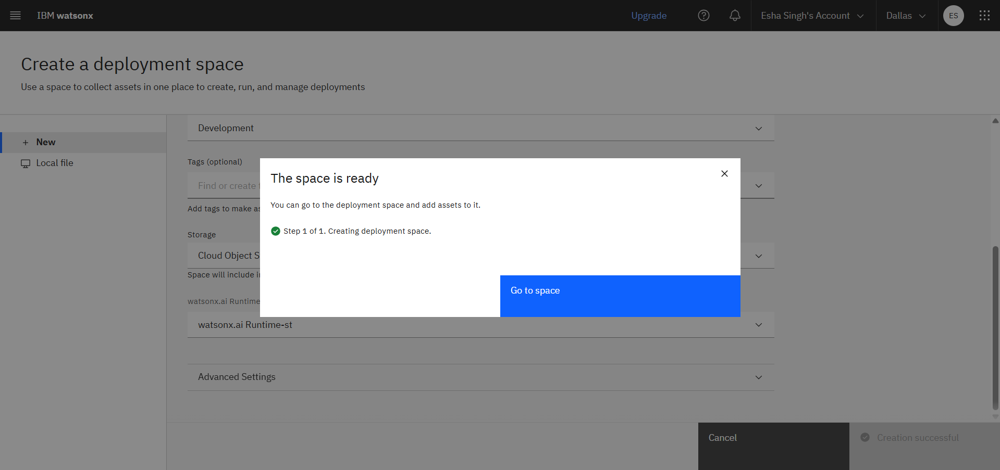 IBM watsonx
Upgrade
Esha Singh's Account
Dallas
ES
Create a deployment space
Use a space to collect assets in one place to create, run, and manage deployments
New
Local file
Development
Tags (optional)
Find or create
Add tags to make
Storage
Cloud Object
Space will include
watsonx.ai Runtime
watsonx.ai Runtime-st
Advanced Settings
The space is ready
You can go to the deployment space and add assets to it.
Step 1 of 1. Creating deployment space.
Go to space
Cancel
Creation successful